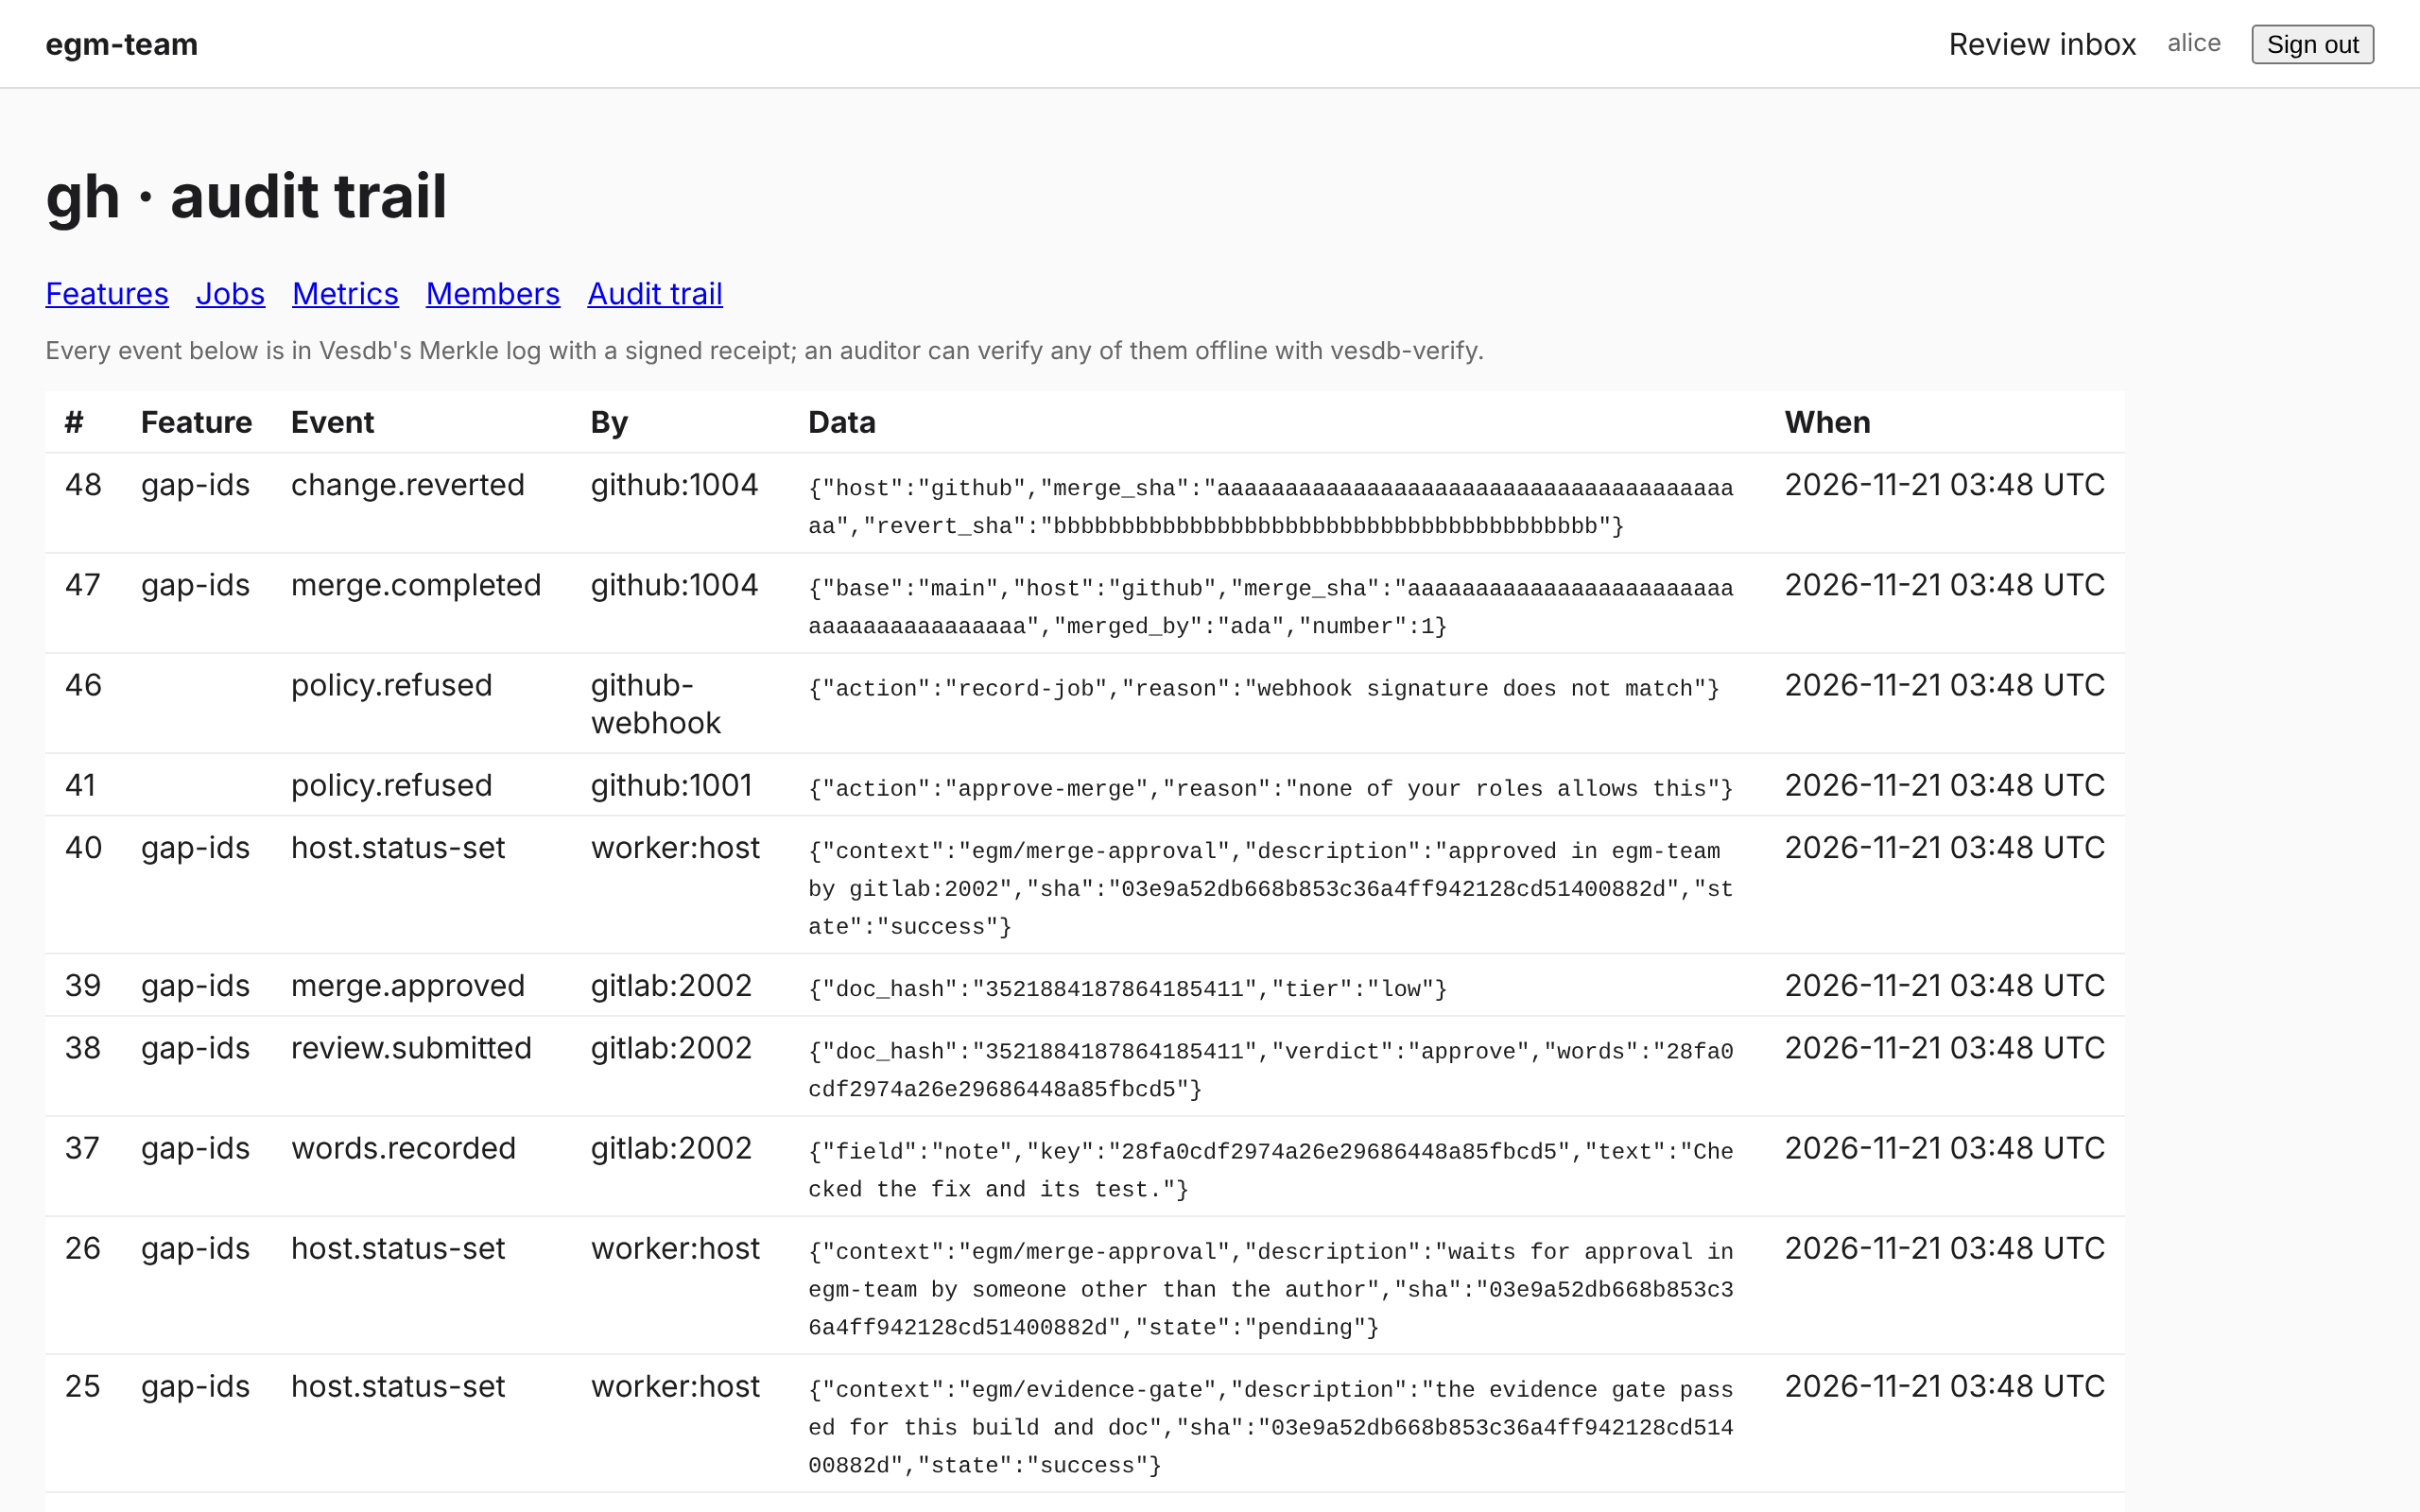 egm-team
Review inbox alice Sign out
gh · audit trail
Features Jobs Metrics Members Audit trail
Every event below is in Vesdb's Merkle log with a signed receipt; an auditor can verify any of them offline with vesdb-verify.
# Feature Event By Data When
48 gap-ids change.reverted github:1004 {"host":"github","merge_sha":"aaaaaaaaaaaaaaaaaaaaaaaaaaaaaaaaaaaaaa 2026-11-21 03:48 UTC
aa","revert_sha":"bbbbbbbbbbbbbbbbbbbbbbbbbbbbbbbbbbbbbbbb"}
47 gap-ids merge.completed github:1004 {"base":"main","host":"github","merge_sha":"aaaaaaaaaaaaaaaaaaaaaaaa 2026-11-21 03:48 UTC
aaaaaaaaaaaaaaaa","merged_by":"ada","number":1}
46 policy.refused github- {"action":"record-job","reason":"webhook signature does not match"} 2026-11-21 03:48 UTC
webhook
41 policy.refused github:1001 {"action":"approve-merge","reason":"none of your roles allows this"} 2026-11-21 03:48 UTC
40 gap-ids host.status-set worker:host {"context":"egm/merge-approval","description":"approved in egm-team 2026-11-21 03:48 UTC
by gitlab:2002","sha":"03e9a52db668b853c36a4ff942128cd51400882d","st
ate":"success"}
39 gap-ids merge.approved gitlab:2002 {"doc_hash":"3521884187864185411","tier":"low"} 2026-11-21 03:48 UTC
38 gap-ids review.submitted gitlab:2002 {"doc_hash":"3521884187864185411","verdict":"approve","words":"28fa0 2026-11-21 03:48 UTC
cdf2974a26e29686448a85fbcd5"}
37 gap-ids words.recorded gitlab:2002 {"field":"note","key":"28fa0cdf2974a26e29686448a85fbcd5","text":"Che 2026-11-21 03:48 UTC
cked the fix and its test."}
26 gap-ids host.status-set worker:host {"context":"egm/merge-approval","description":"waits for approval in 2026-11-21 03:48 UTC
egm-team by someone other than the author","sha":"03e9a52db668b853c3
6a4ff942128cd51400882d","state":"pending"}
25 gap-ids host.status-set worker:host {"context":"egm/evidence-gate","description":"the evidence gate pass 2026-11-21 03:48 UTC
ed for this build and doc","sha":"03e9a52db668b853c36a4ff942128cd514
00882d","state":"success"}